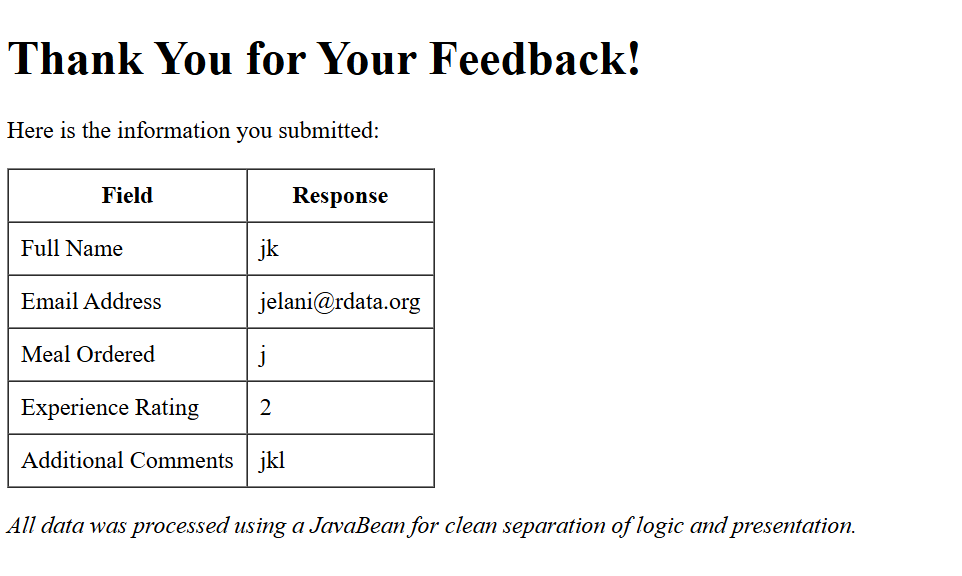 Thank You for Your Feedback!
Here is the information you submitted:
Field Response
Full Name jk
Email Address jelani@rdata.org
Meal Ordered j
Experience Rating 2
Additional Comments jkl
All data was processed using a JavaBean for clean separation of logic and presentation.